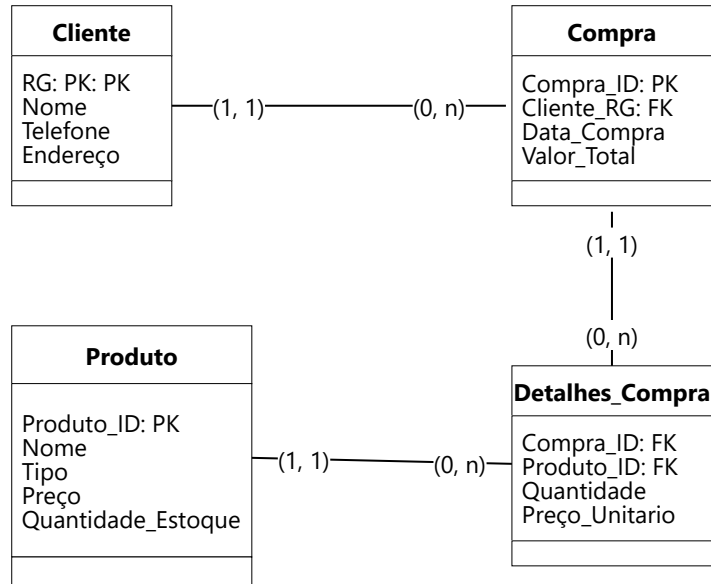 Cliente
RG: PK: PK
Nome
Telefone
Endereço
(1, 1)
(0, n)
Compra
Compra_ID: PK
Cliente_RG: FK
Data_Compra
Valor_Total
(1, 1)
(0, n)
Produto
Produto_ID: PK
Nome
Tipo
Preço
Quantidade_Estoque
(1, 1)
(0, n)
Detalhes_Compra
Compra_ID: FK
Produto_ID: FK
Quantidade
Preço_Unitario